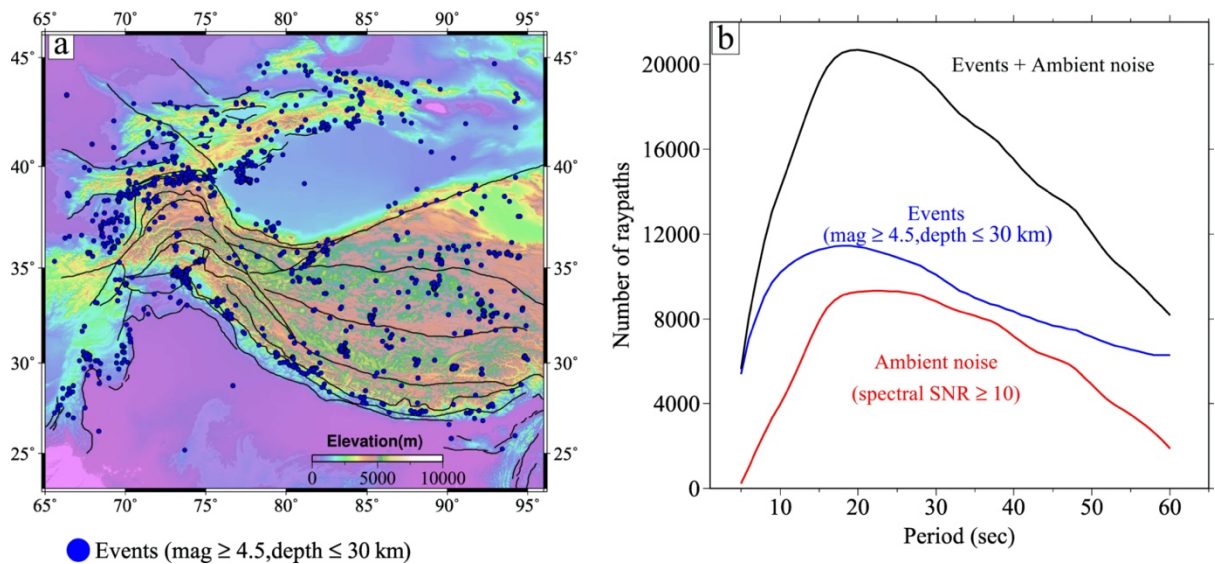 65˚ 70˚ 75˚ 80˚ 85˚ 90˚ 95˚
a
45˚ 45˚
40˚ 40˚
35˚ 35˚
30˚ 30˚
25˚ 25˚
Elevation(m)
0 5000 10000
65˚ 70˚ 75˚ 80˚ 85˚ 90˚ 95˚
Events (mag ≥ 4.5,depth ≤ 30 km)
b
Number of raypaths
20000
16000
12000
8000
4000
0
Events + Ambient noise
Events
(mag ≥ 4.5,depth ≤ 30 km)
Ambient noise
(spectral SNR ≥ 10)
10 20 30 40 50 60
Period (sec)